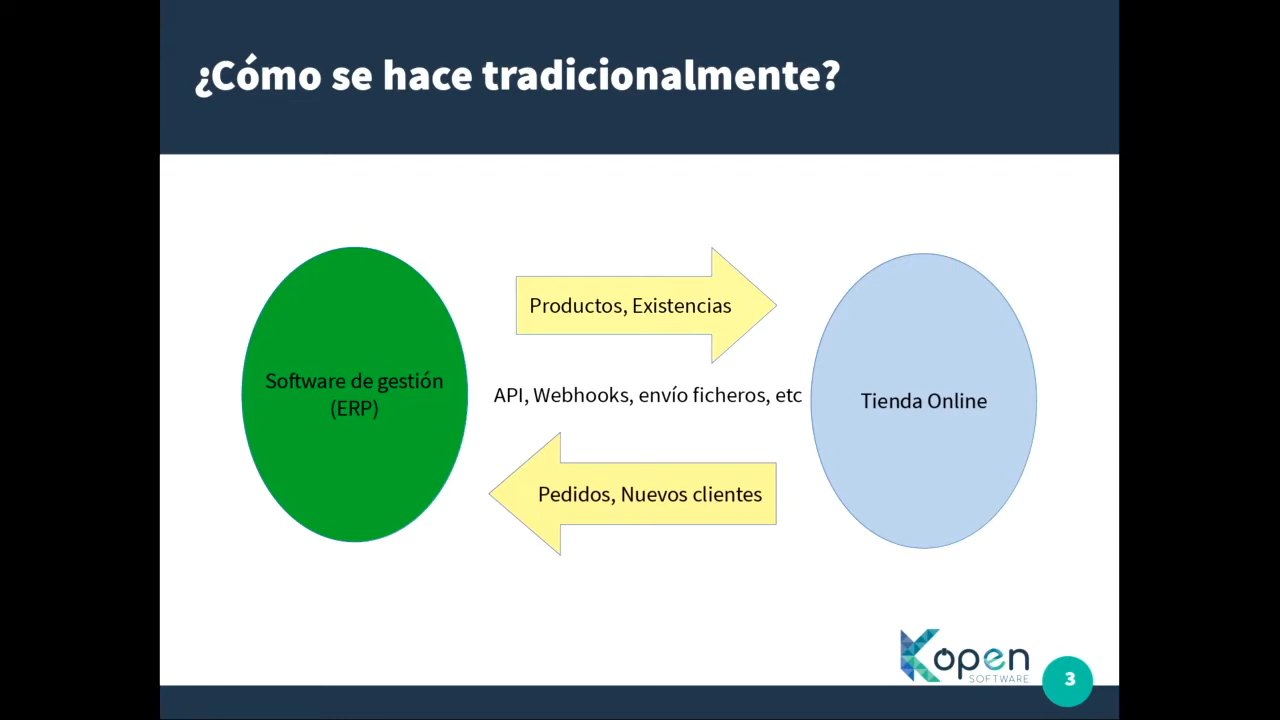 ¿Cómo se hace tradicionalmente?
Productos, Existencias
Software de gestión
(ERP)
API, Webhooks, envío ficheros, etc
Tienda Online
Pedidos, Nuevos clientes
Kopen
SOFTWARE
3